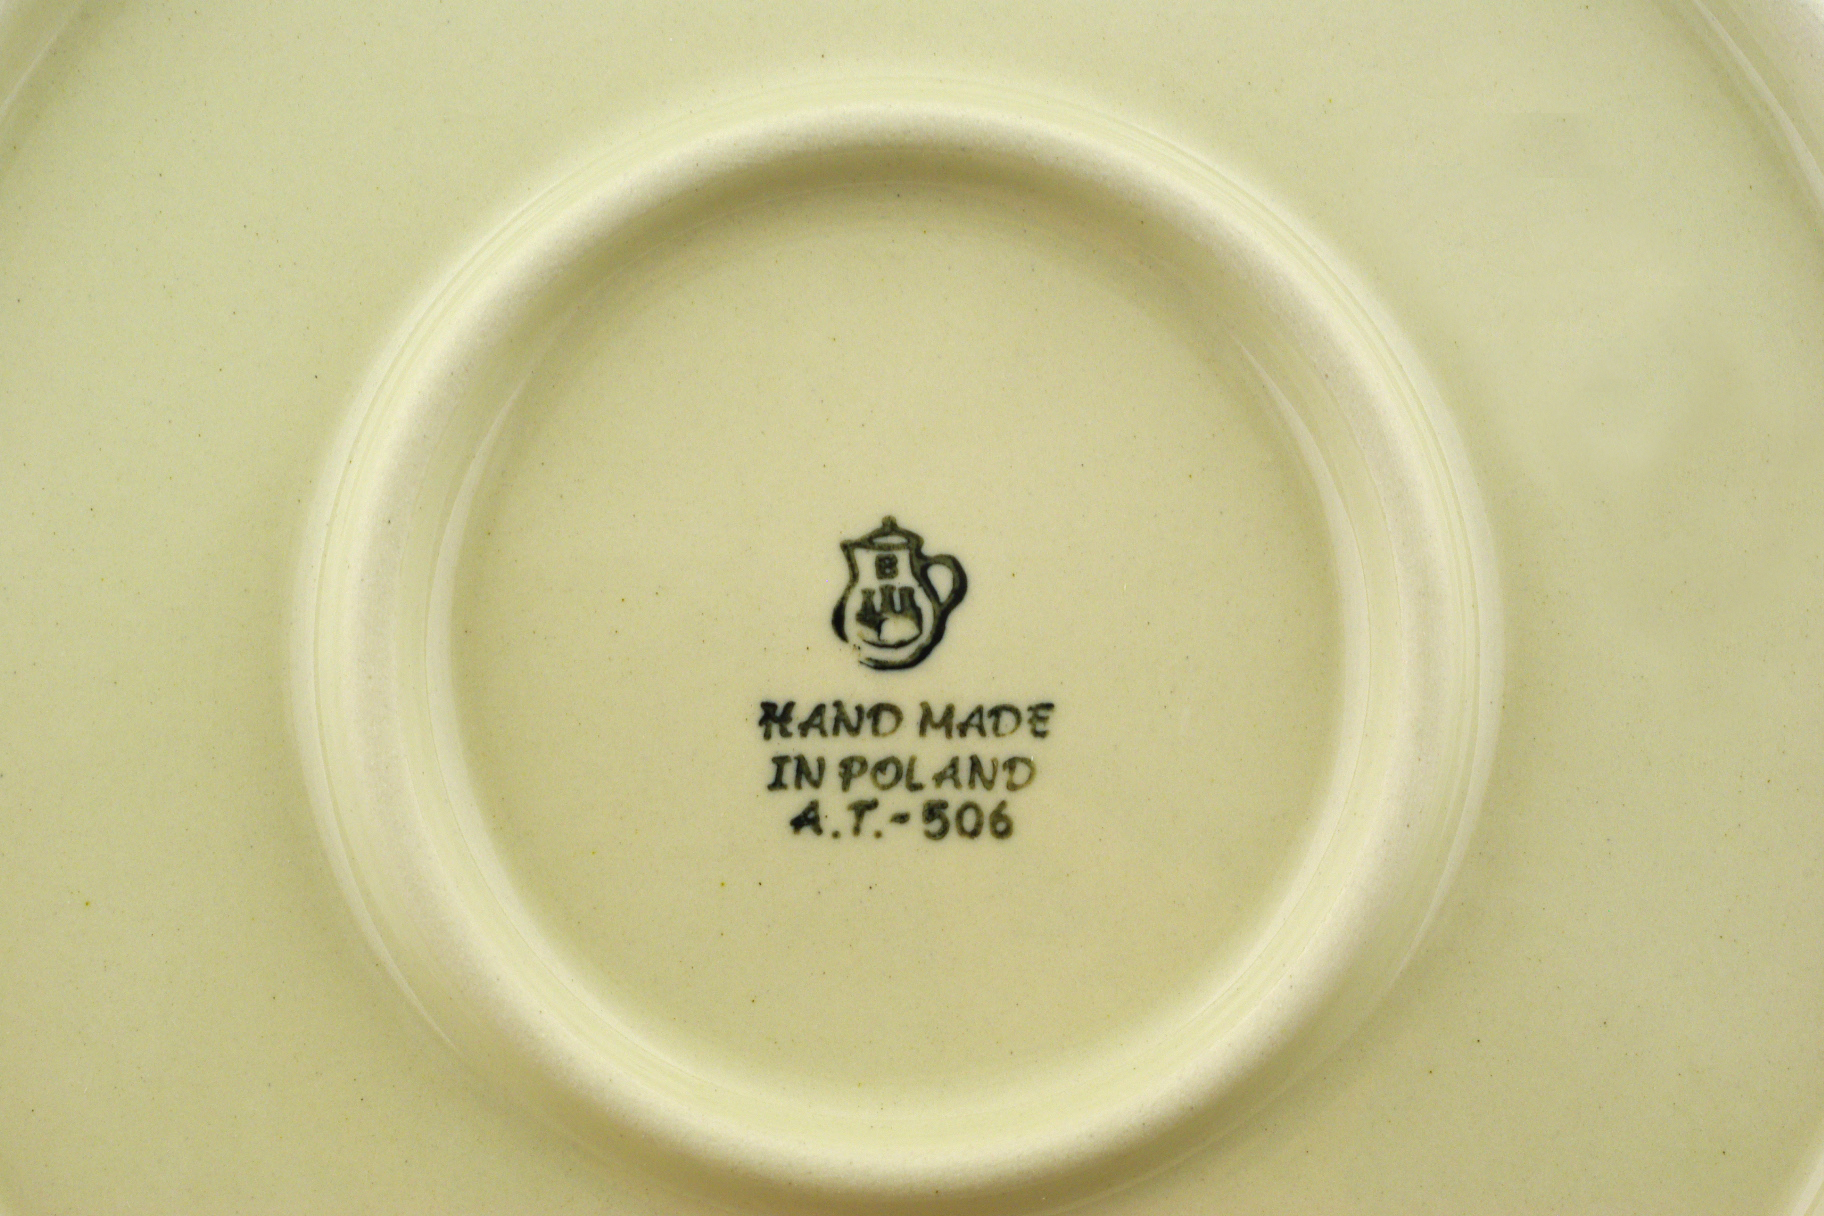 B
HAND MADE
IN POLAND
A.T.-506